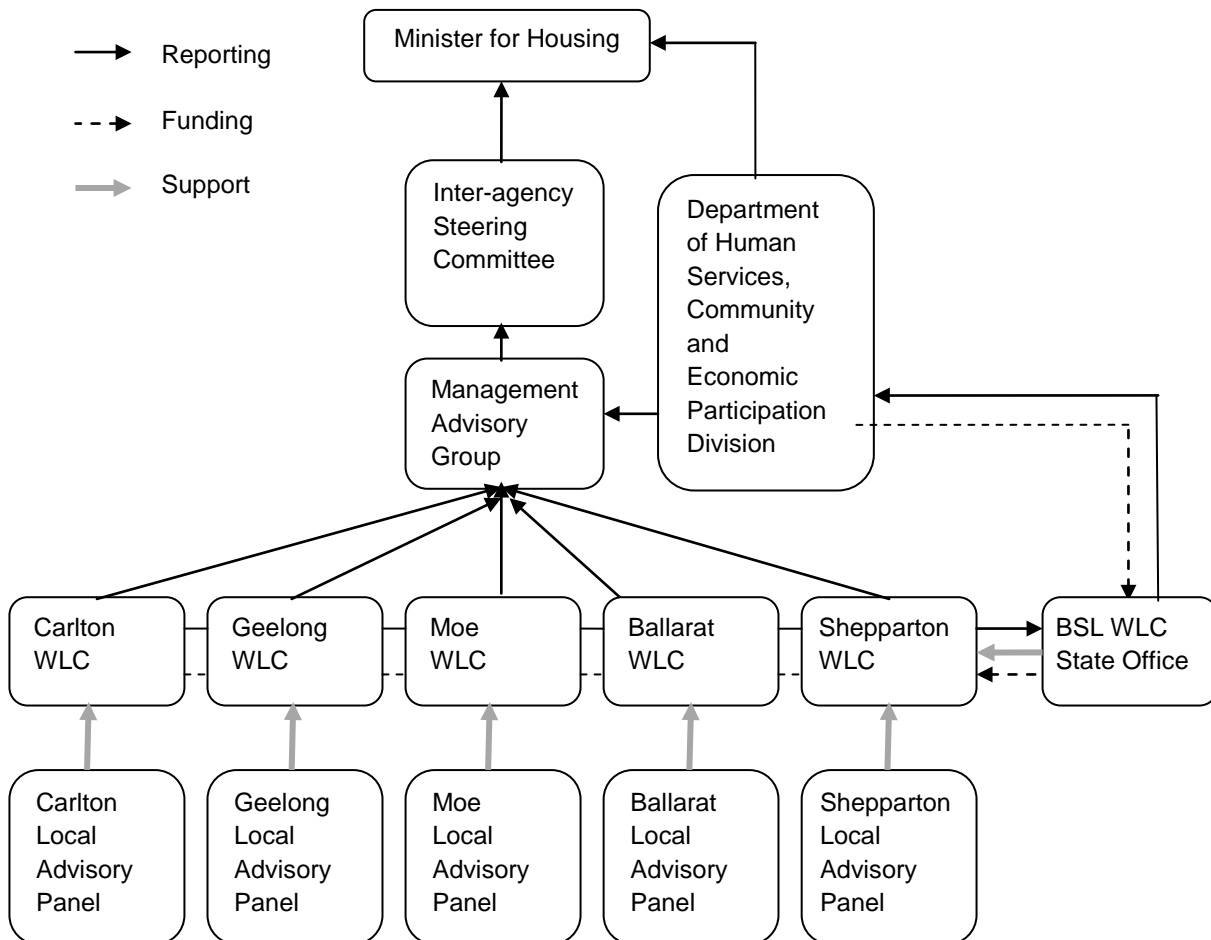 Reporting
Funding
Support
Minister for Housing
Inter-agency
Steering
Committee
Department
of Human
Services,
Community
and
Economic
Participation
Division
Management
Advisory
Group
Carlton
WLC
Geelong
WLC
Moe
WLC
Ballarat
WLC
Shepparton
WLC
BSL WLC
State Office
Carlton
Local
Advisory
Panel
Geelong
Local
Advisory
Panel
Moe
Local
Advisory
Panel
Ballarat
Local
Advisory
Panel
Shepparton
Local
Advisory
Panel